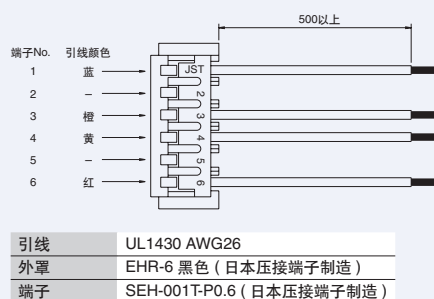 500以上
端子No. 引线颜色
1 蓝 JST
2 – 2
3 橙 3
4 黄 4
5 – 5
6 红 6
引线 UL1430 AWG26
外罩 EHR-6 黑色 ( 日本压接端子制造 )
端子 SEH-001T-P0.6 ( 日本压接端子制造 )